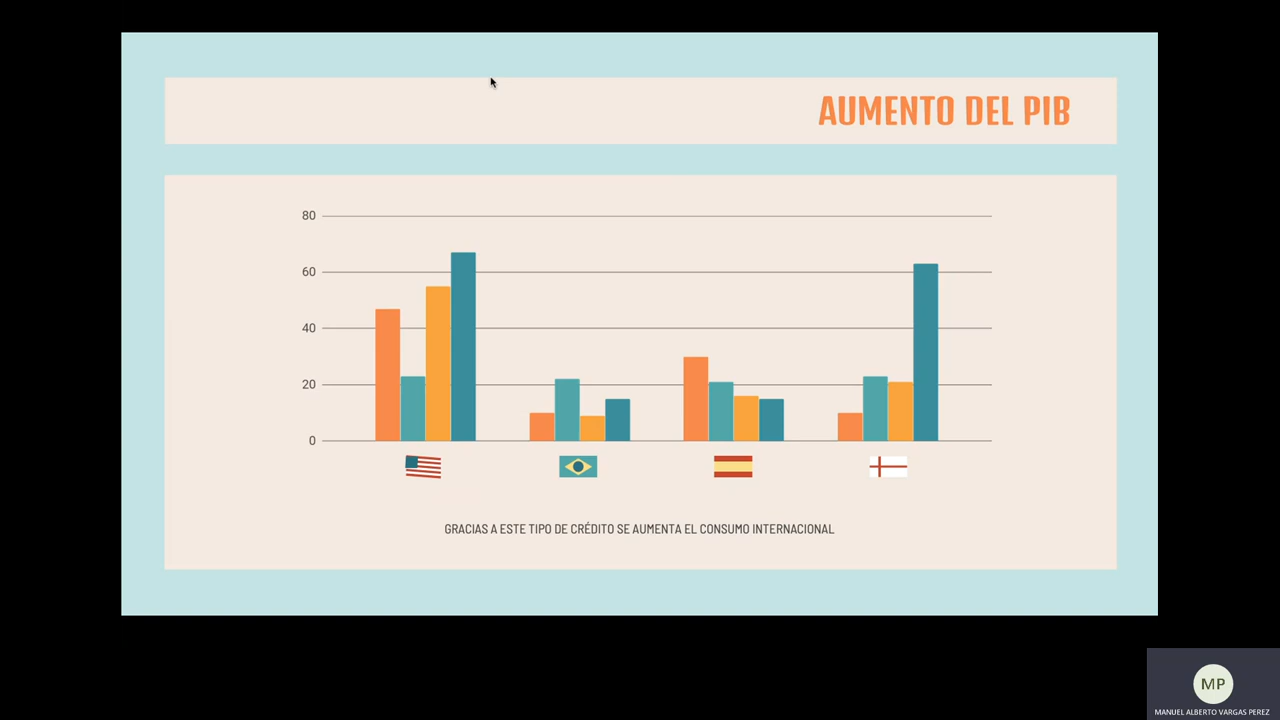 AUMENTO DEL PIB
80
60
40
20
0
GRACIAS A ESTE TIPO DE CRÉDITO SE AUMENTA EL CONSUMO INTERNACIONAL
MP
MANUEL ALBERTO VARGAS PEREZ